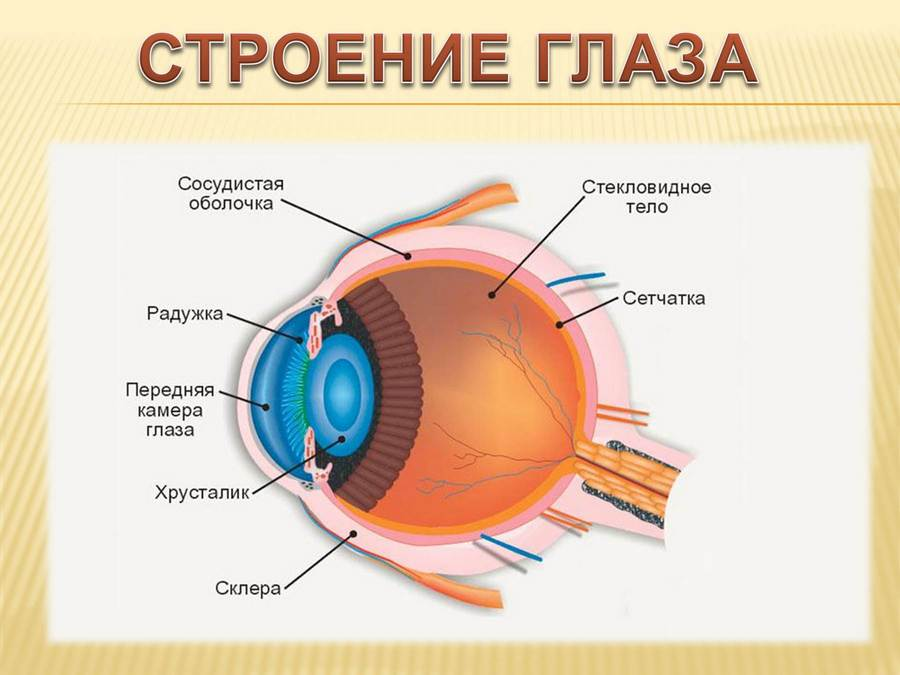 СТРОЕНИЕ ГЛАЗА
Сосудистая
оболочка
Стекловидное
тело
Сетчатка
Радужка
Передняя
камера
глаза
Хрусталик
Склера